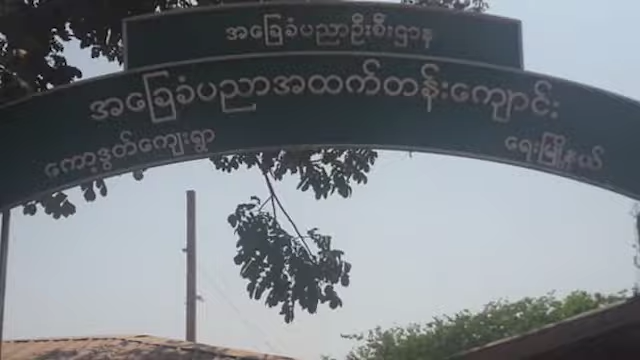 အခြေခံပညာဦးစီးဌာန
အခြေခံပညာအထက်တန်းကျောင်း
ကော့ဒွတ်ကျေးရွာ ရေးမြို့နယ်